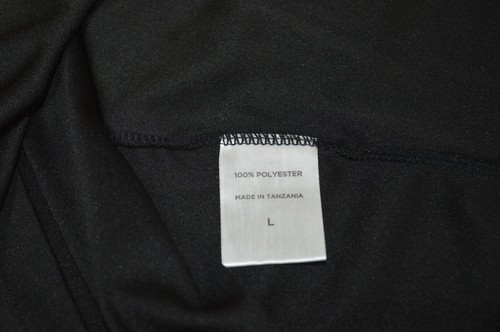 100% POLYESTER
MADE IN TANZANIA
L